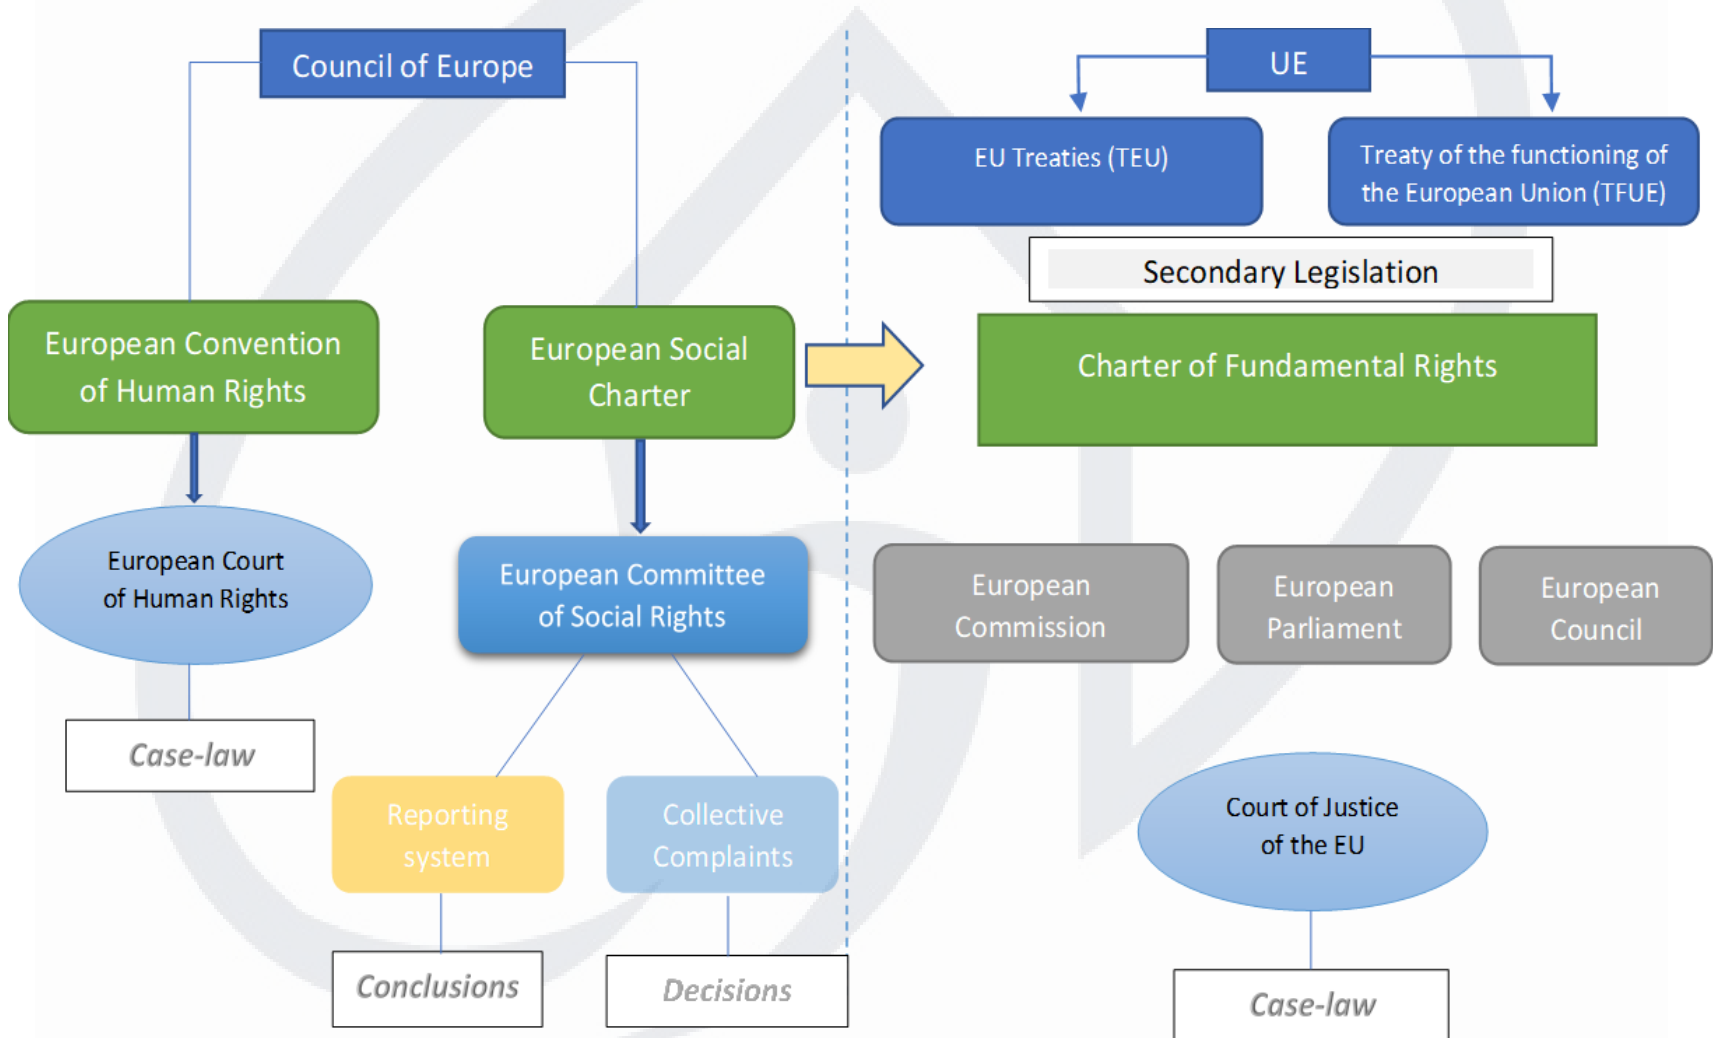 Council of Europe
UE
EU Treaties (TEU)
Treaty of the functioning of
the European Union (TFUE)
Secondary Legislation
European Convention
of Human Rights
European Social
Charter
Charter of Fundamental Rights
European Court
of Human Rights
European Committee
of Social Rights
European
Commission
European
Parliament
European
Council
Case-law
Reporting
system
Collective
Complaints
Court of Justice
of the EU
Conclusions
Decisions
Case-law